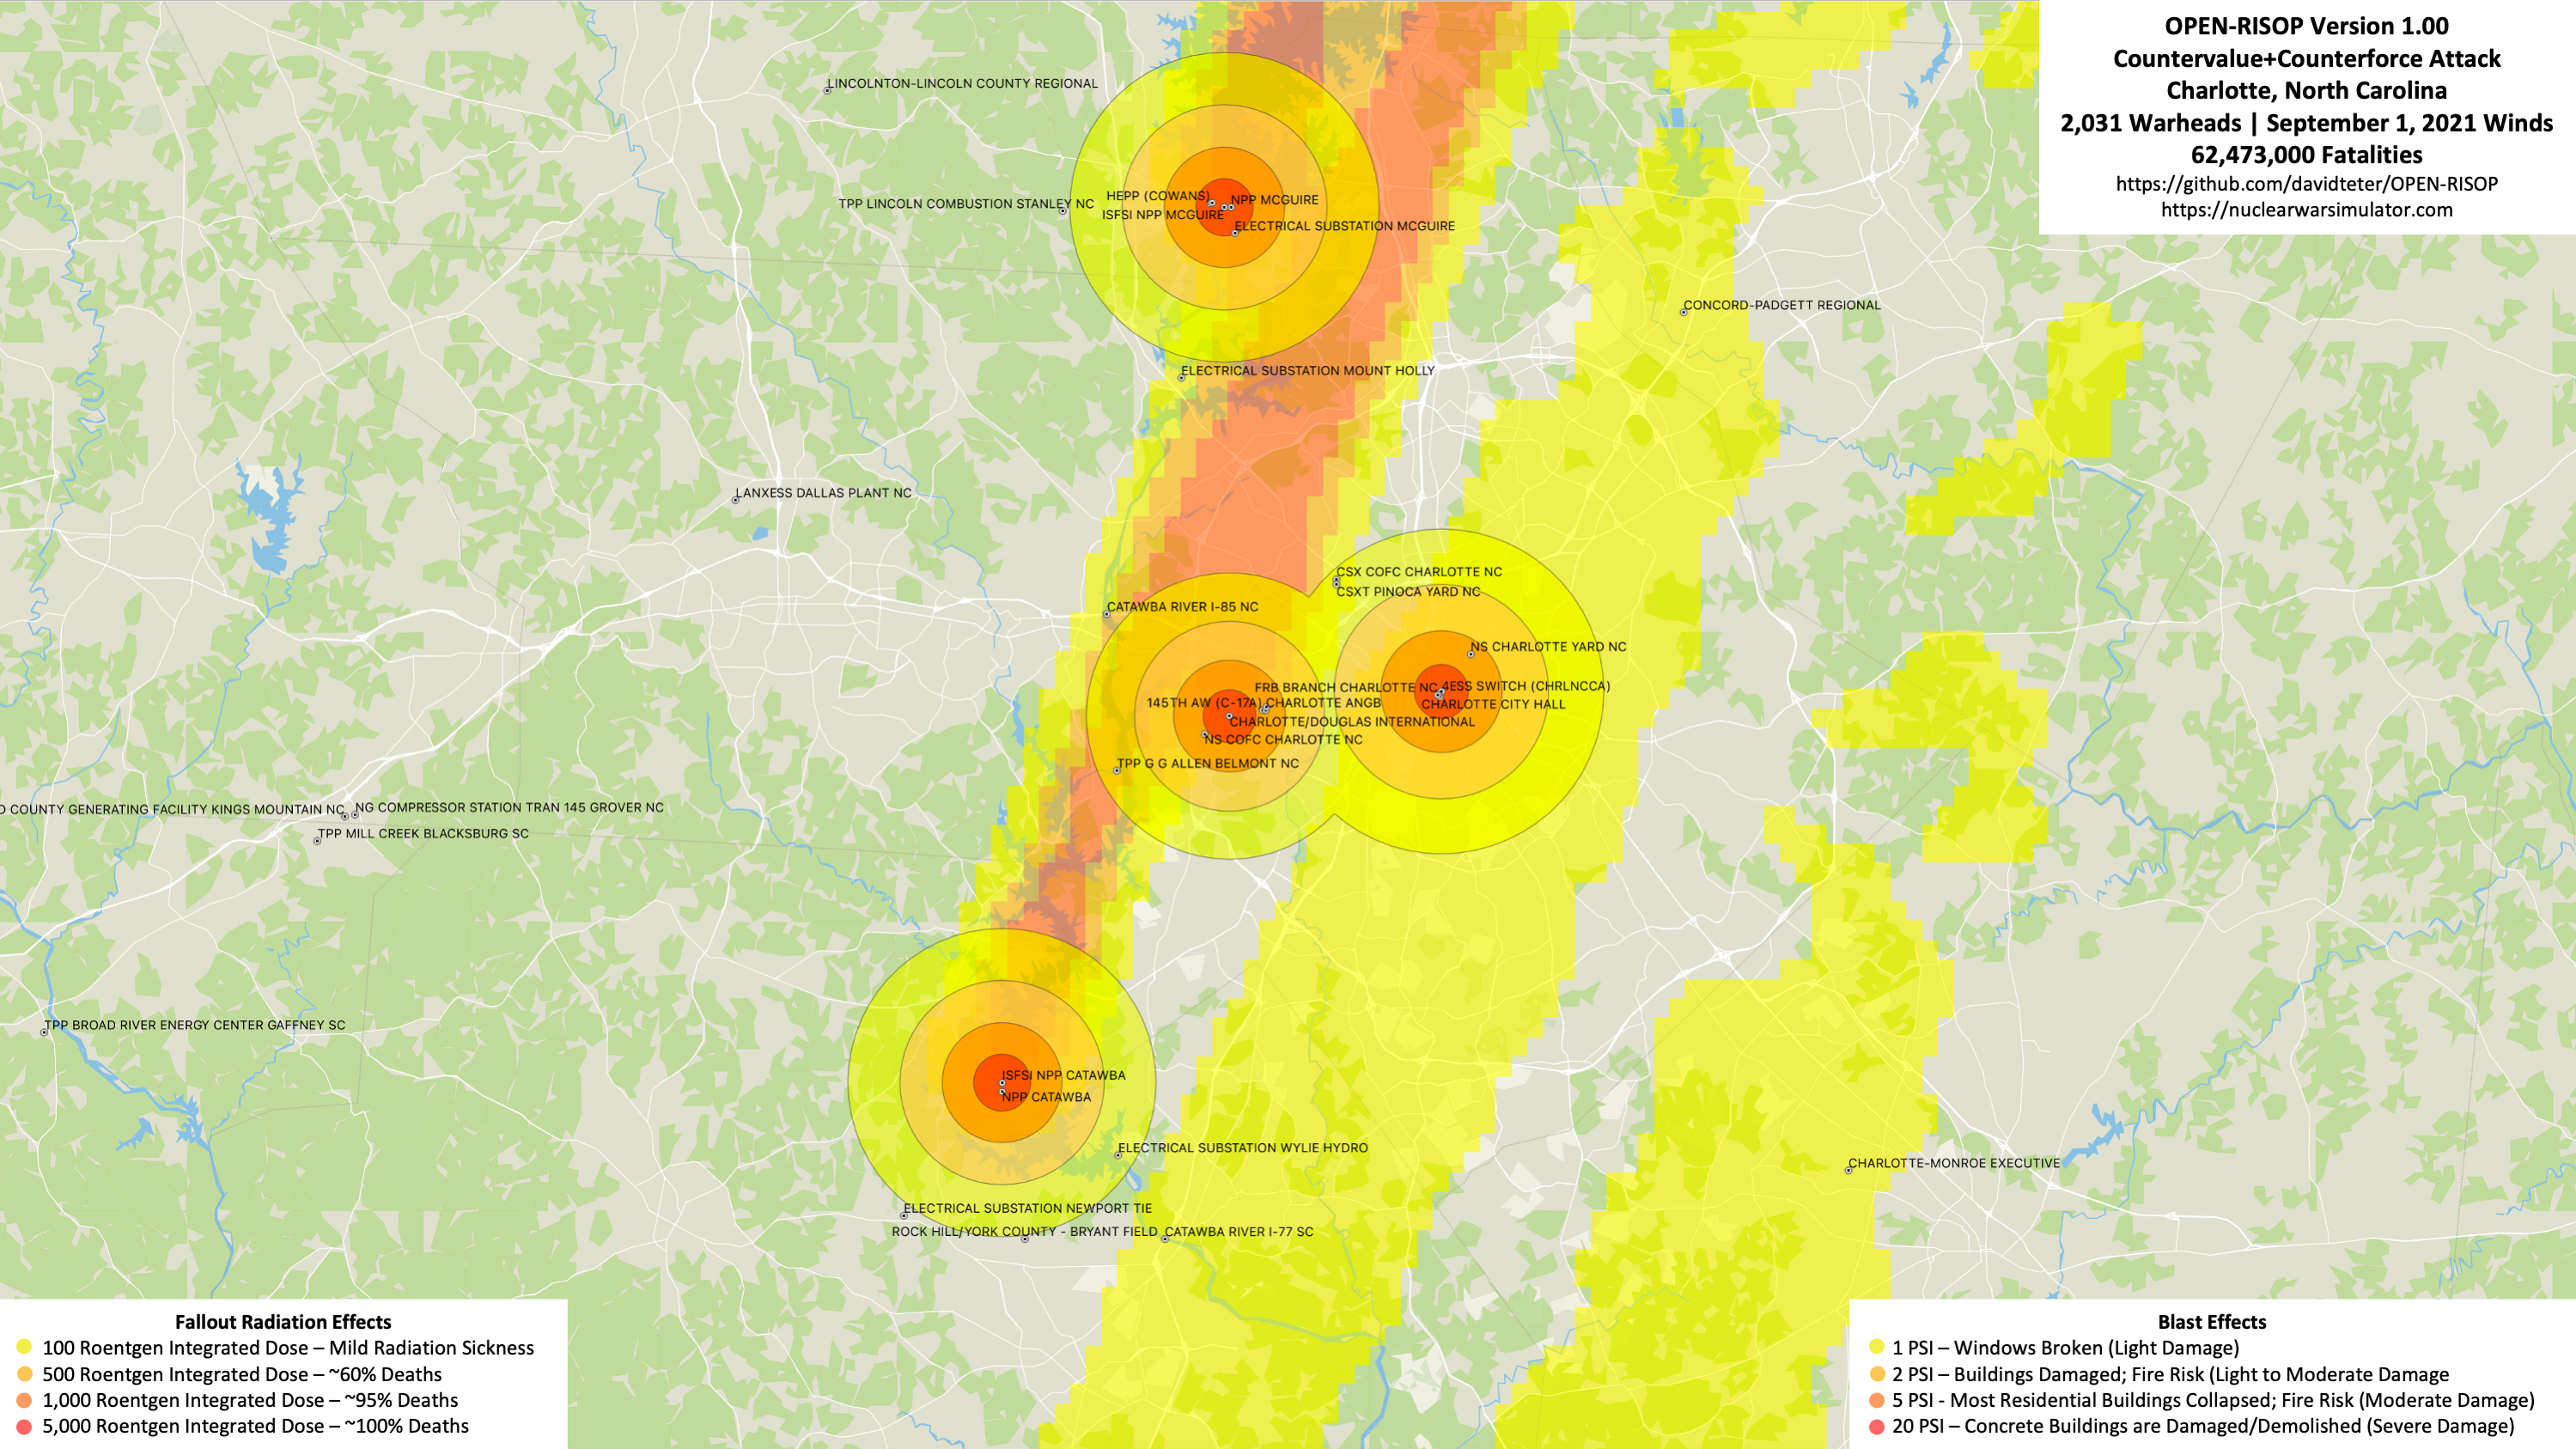 OPEN-RISOP Version 1.00
Countervalue+Counterforce Attack
Charlotte, North Carolina
2,031 Warheads | September 1, 2021 Winds
62,473,000 Fatalities
https://github.com/davidteter/OPEN-RISOP
https://nuclearwarsimulator.com
LINCOLNTON-LINCOLN COUNTY REGIONAL
HEPP (COWANS)
NPP MCGUIRE
TPP LINCOLN COMBUSTION STANLEY NC
ISFSI NPP MCGUIRE
ELECTRICAL SUBSTATION MCGUIRE
CONCORD-PADGETT REGIONAL
ELECTRICAL SUBSTATION MOUNT HOLLY
LANXESS DALLAS PLANT NC
CSX COFC CHARLOTTE NC
CSXT PINOCA YARD NC
CATAWBA RIVER I-85 NC
NS CHARLOTTE YARD NC
FRB BRANCH CHARLOTTE NC
4ESS SWITCH (CHRLNCCA)
145TH AW (C-17A) CHARLOTTE ANGB
CHARLOTTE CITY HALL
CHARLOTTE/DOUGLAS INTERNATIONAL
NS COFC CHARLOTTE NC
TPP G G ALLEN BELMONT NC
COUNTY GENERATING FACILITY KINGS MOUNTAIN NC
NG COMPRESSOR STATION TRAN 145 GROVER NC
TPP MILL CREEK BLACKSBURG SC
TPP BROAD RIVER ENERGY CENTER GAFFNEY SC
ISFSI NPP CATAWBA
NPP CATAWBA
ELECTRICAL SUBSTATION WYLIE HYDRO
CHARLOTTE-MONROE EXECUTIVE
ELECTRICAL SUBSTATION NEWPORT TIE
ROCK HILL/YORK COUNTY - BRYANT FIELD
CATAWBA RIVER I-77 SC
Fallout Radiation Effects
100 Roentgen Integrated Dose – Mild Radiation Sickness
500 Roentgen Integrated Dose – ~60% Deaths
1,000 Roentgen Integrated Dose – ~95% Deaths
5,000 Roentgen Integrated Dose – ~100% Deaths
Blast Effects
1 PSI – Windows Broken (Light Damage)
2 PSI – Buildings Damaged; Fire Risk (Light to Moderate Damage
5 PSI - Most Residential Buildings Collapsed; Fire Risk (Moderate Damage)
20 PSI – Concrete Buildings are Damaged/Demolished (Severe Damage)